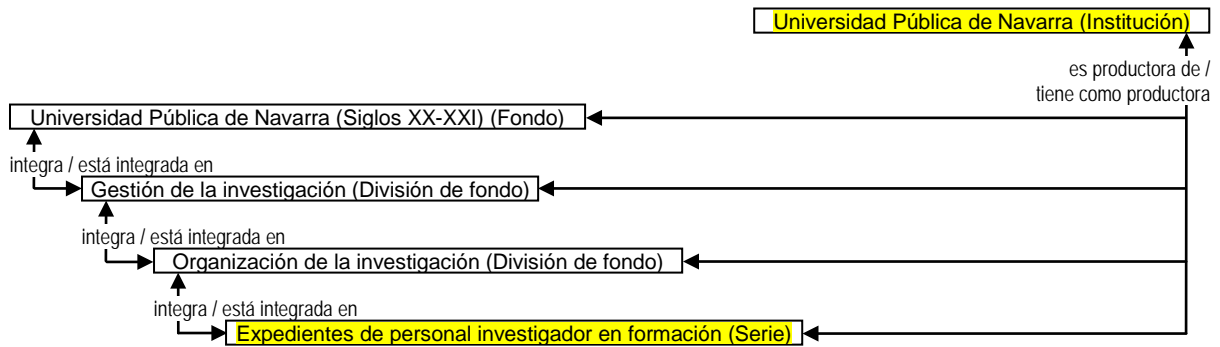 Universidad Pública de Navarra (Institución)
es productora de /
tiene como productora
Universidad Pública de Navarra (Siglos XX-XXI) (Fondo)
integra / está integrada en
Gestión de la investigación (División de fondo)
integra / está integrada en
Organización de la investigación (División de fondo)
integra / está integrada en
Expedientes de personal investigador en formación (Serie)